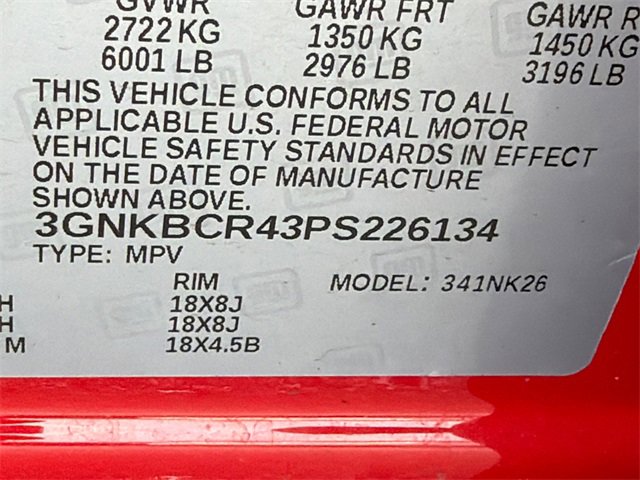 GVWR GAWR FRT GAWR R
2722 KG 1350 KG 1450 KG
6001 LB 2976 LB 3196 LB
THIS VEHICLE CONFORMS TO ALL
APPLICABLE U.S. FEDERAL MOTOR
VEHICLE SAFETY STANDARDS IN EFFECT
ON THE DATE OF MANUFACTURE
SHOWN ABOVE.
3GNKBCR43PS226134
TYPE: MPV
RIM MODEL: 341NK26
H 18X8J
H 18X8J
M 18X4.5B